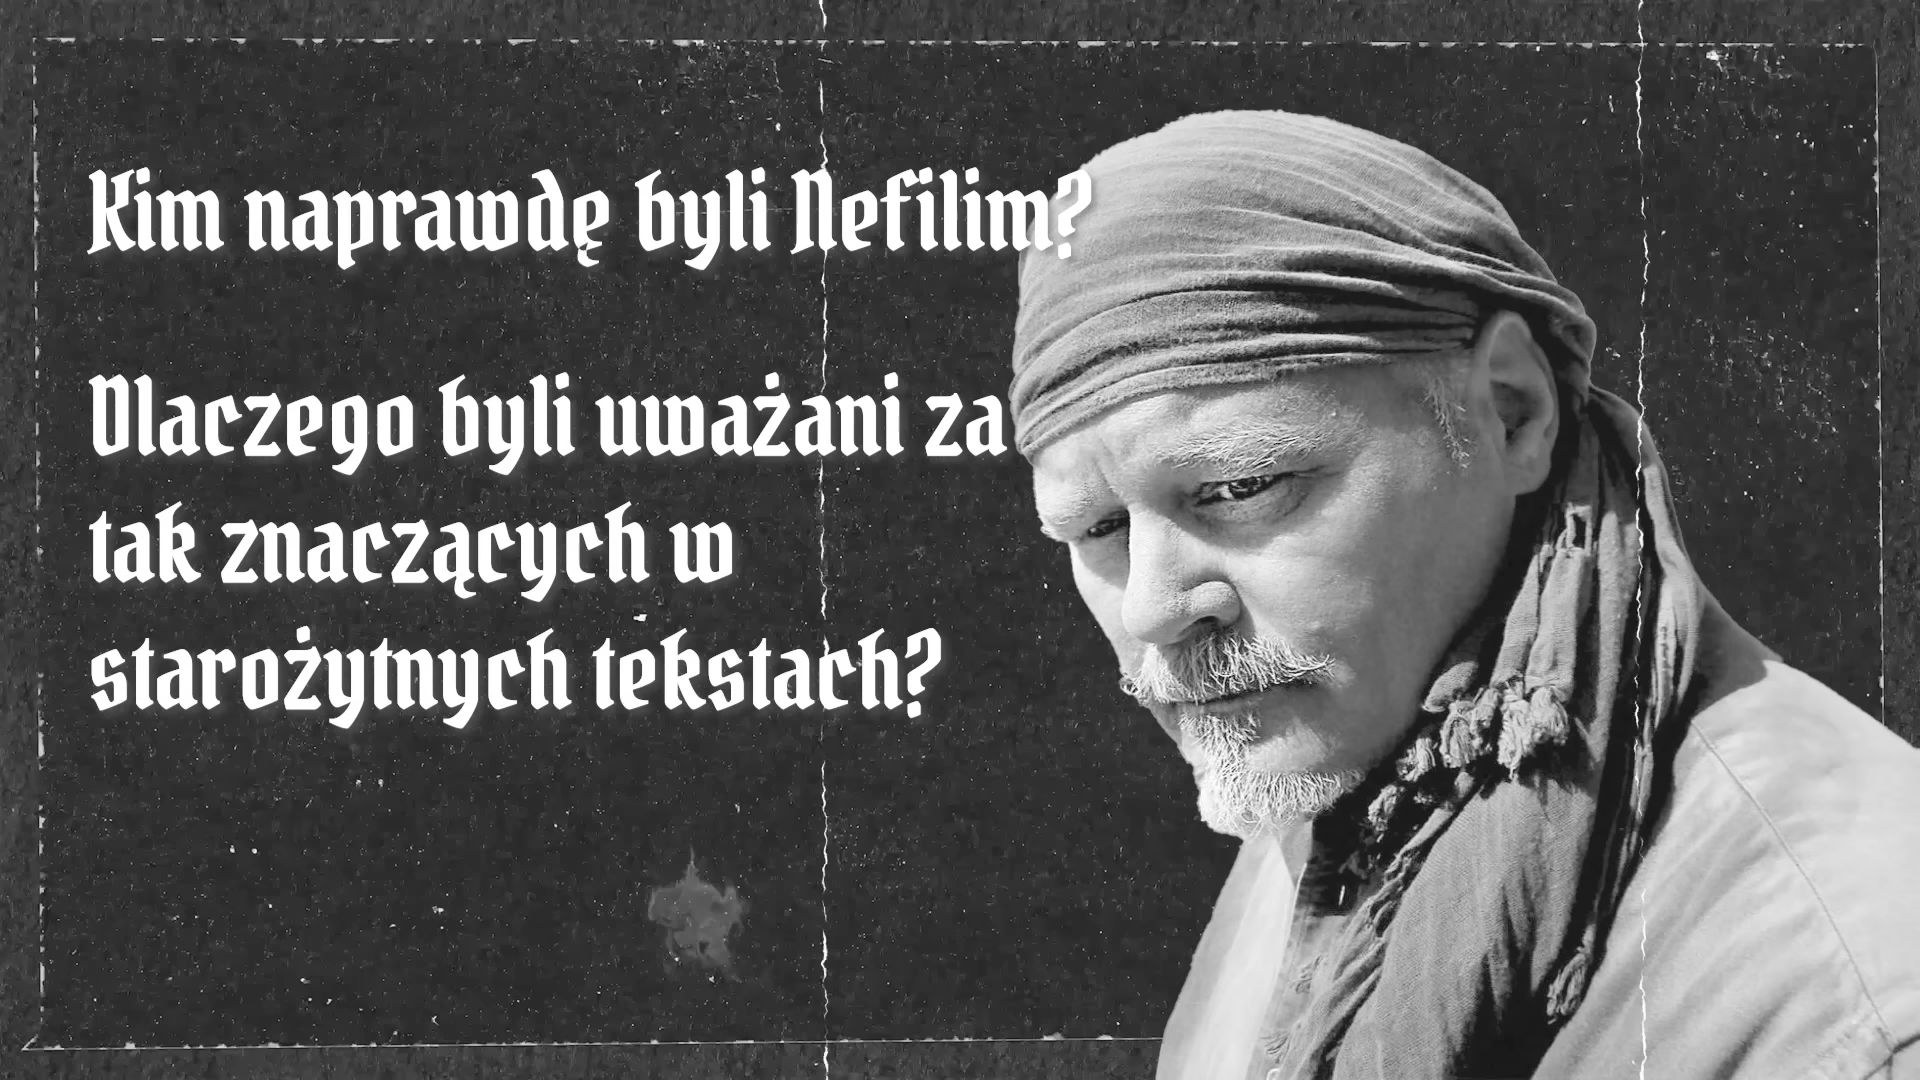 Kim naprawdę byli Nefilim?
Dlaczego byli uważani za
tak znaczących w
starożytnych tekstach?